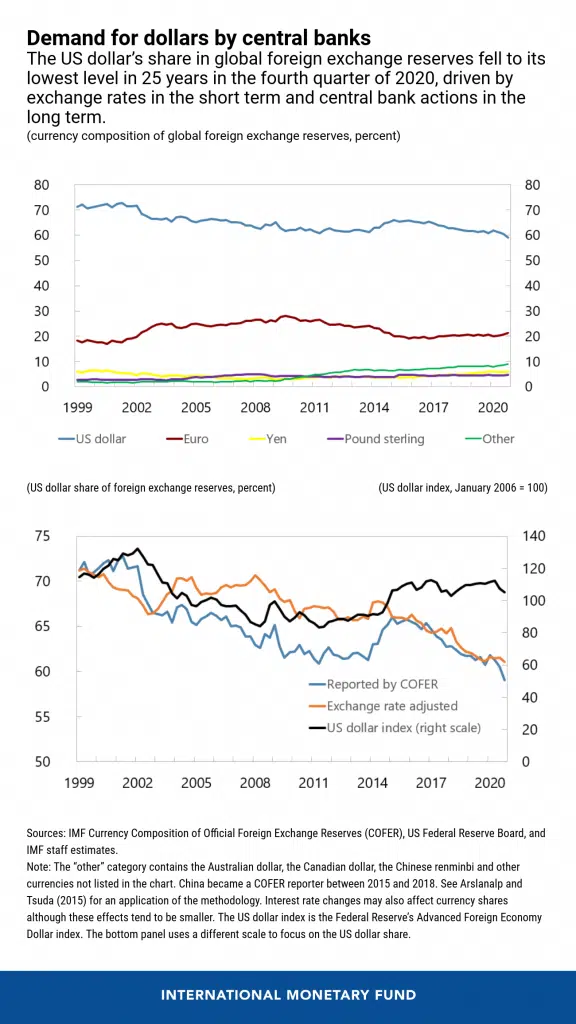 Demand for dollars by central banks
The US dollar's share in global foreign exchange reserves fell to its
lowest level in 25 years in the fourth quarter of 2020, driven by
exchange rates in the short term and central bank actions in the
long term.
(currency composition of global foreign exchange reserves, percent)
80 80
70 70
60 60
50 50
40 40
30 30
20 20
10 10
0 0
1999 2002 2005 2008 2011 2014 2017 2020
US dollar Euro Yen Pound sterling Other
(US dollar share of foreign exchange reserves, percent) (US dollar index, January 2006 = 100)
75 140
120
70
100
65
80
60 60
Reported by COFER
40
Exchange rate adjusted
55
US dollar index (right scale)
20
50 0
1999 2002 2005 2008 2011 2014 2017 2020
Sources: IMF Currency Composition of Official Foreign Exchange Reserves (COFER), US Federal Reserve Board, and
IMF staff estimates.
Note: The "other" category contains the Australian dollar, the Canadian dollar, the Chinese renminbi and other
currencies not listed in the chart. China became a COFER reporter between 2015 and 2018. See Arslanalp and
Tsuda (2015) for an application of the methodology. Interest rate changes may also affect currency shares
although these effects tend to be smaller. The US dollar index is the Federal Reserve's Advanced Foreign Economy
Dollar index. The bottom panel uses a different scale to focus on the US dollar share.
INTERNATIONAL MONETARY FUND